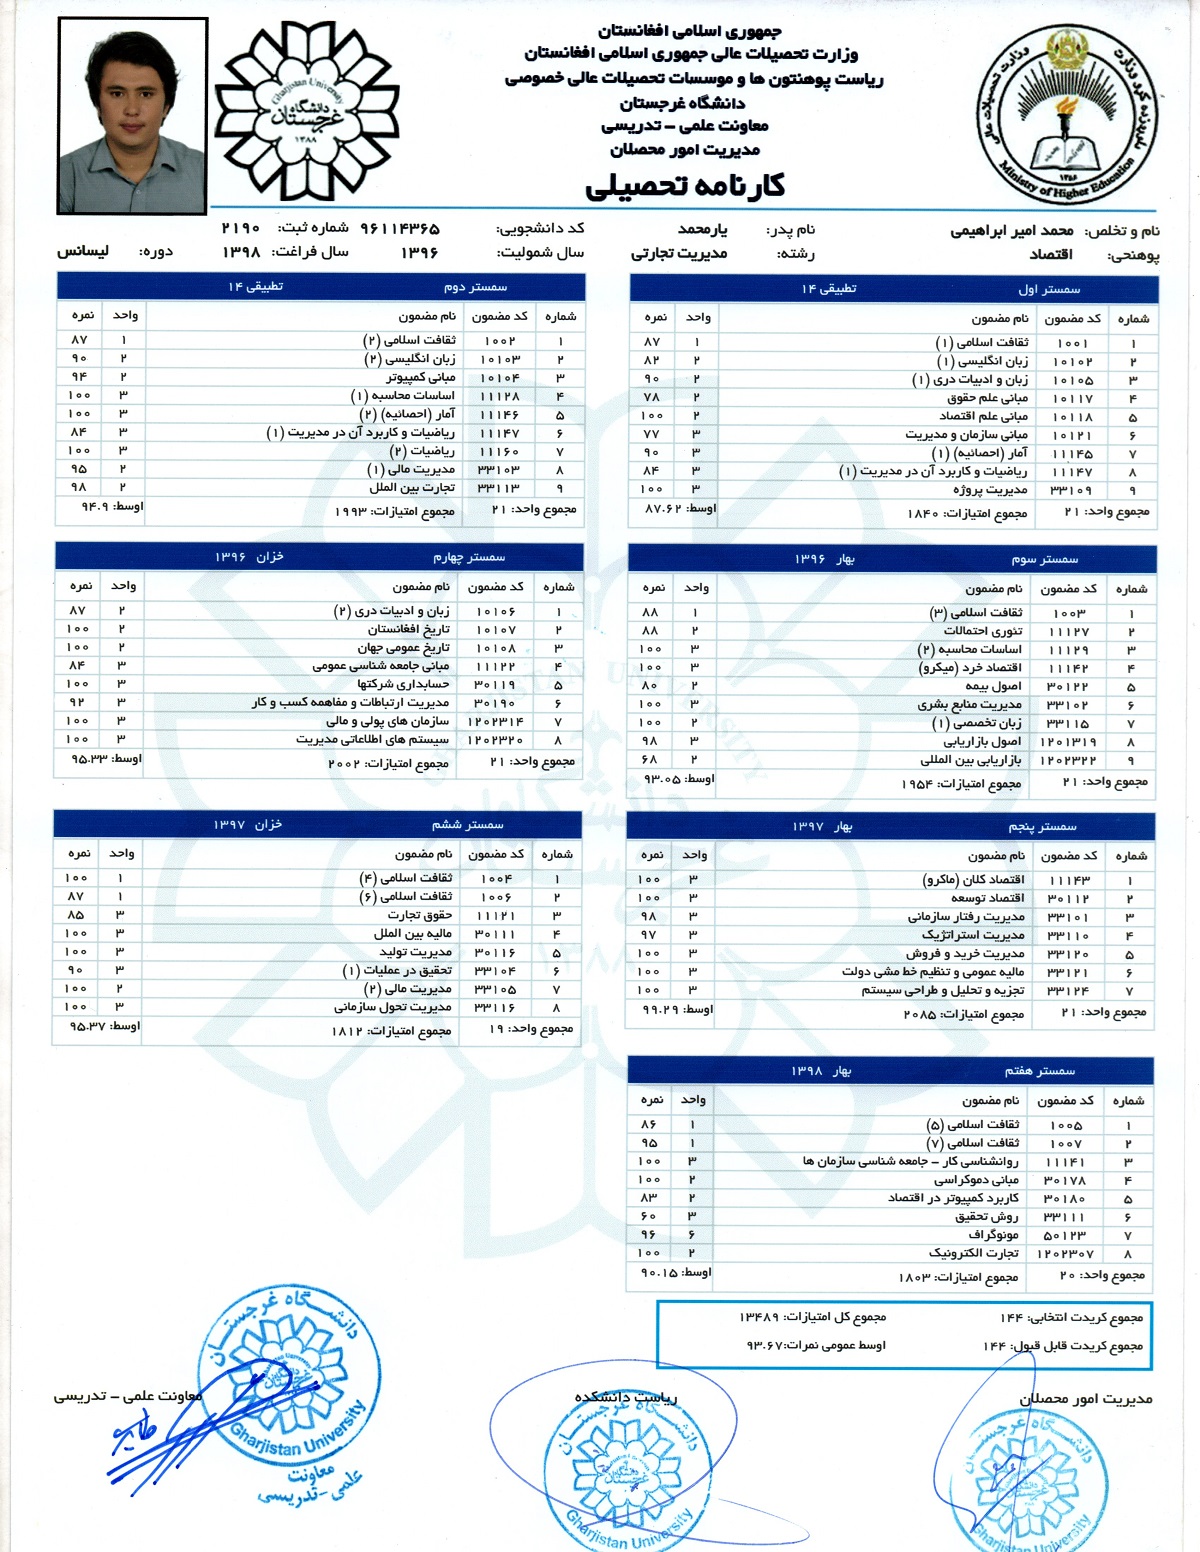 جمهوری اسلامی افغانستان
وزارت تحصیلات عالی جمهوری اسلامی افغانستان
ریاست پوهنتون ها و موسسات تحصیلات عالی خصوصی
دانشگاه غرجستان
معاونت علمی - تدریسی
مدیریت امور محصلان
کارنامه تحصیلی
Ministry of Higher Education
۱۳۸۶
Gharjistan University
دانشگاه غرجستان
۱۳۸۸
نام و تخلص: محمد امیر ابراهیمی نام پدر: یارمحمد کد دانشجویی: ۹۶۱۱۴۳۶۵ شماره ثبت: ۲۱۹۰
پوهنحی: اقتصاد رشته: مدیریت تجارتی سال شمولیت: ۱۳۹۶ سال فراغت: ۱۳۹۸ دوره: لیسانس
سمستر اول تطبیقی ۱۴
شماره کد مضمون نام مضمون واحد نمره
۱ ۱۰۰۱ ثقافت اسلامی (۱) ۱ ۸۷
۲ ۱۰۱۰۲ زبان انگلیسی (۱) ۲ ۸۲
۳ ۱۰۱۰۵ زبان و ادبیات دری (۱) ۲ ۹۰
۴ ۱۰۱۱۷ مبانی علم حقوق ۲ ۷۸
۵ ۱۰۱۱۸ مبانی علم اقتصاد ۲ ۱۰۰
۶ ۱۰۱۲۱ مبانی سازمان و مدیریت ۳ ۷۷
۷ ۱۱۱۴۵ آمار (احصائیه) (۱) ۳ ۹۰
۸ ۱۱۱۴۷ ریاضیات و کاربرد آن در مدیریت (۱) ۳ ۸۴
۹ ۳۳۱۰۹ مدیریت پروژه ۳ ۱۰۰
مجموع واحد: ۲۱ مجموع امتیازات: ۱۸۴۰ اوسط: ۸۷.۶۲
سمستر دوم تطبیقی ۱۴
شماره کد مضمون نام مضمون واحد نمره
۱ ۱۰۰۲ ثقافت اسلامی (۲) ۱ ۸۷
۲ ۱۰۱۰۳ زبان انگلیسی (۲) ۲ ۹۰
۳ ۱۰۱۰۴ مبانی کمپیوتر ۲ ۹۴
۴ ۱۱۱۲۸ اساسات محاسبه (۱) ۳ ۱۰۰
۵ ۱۱۱۴۶ آمار (احصائیه) (۲) ۳ ۱۰۰
۶ ۱۱۱۴۷ ریاضیات و کاربرد آن در مدیریت (۱) ۳ ۸۴
۷ ۱۱۱۶۰ ریاضیات (۲) ۳ ۱۰۰
۸ ۳۳۱۰۳ مدیریت مالی (۱) ۲ ۹۵
۹ ۳۳۱۱۳ تجارت بین الملل ۲ ۹۸
مجموع واحد: ۲۱ مجموع امتیازات: ۱۹۹۳ اوسط: ۹۴.۹
سمستر سوم بهار ۱۳۹۶
شماره کد مضمون نام مضمون واحد نمره
۱ ۱۰۰۳ ثقافت اسلامی (۳) ۱ ۸۸
۲ ۱۱۱۲۷ تئوری احتمالات ۲ ۸۸
۳ ۱۱۱۲۹ اساسات محاسبه (۲) ۳ ۱۰۰
۴ ۱۱۱۴۲ اقتصاد خرد (میکرو) ۳ ۱۰۰
۵ ۳۰۱۲۲ اصول بیمه ۲ ۸۰
۶ ۳۳۱۰۲ مدیریت منابع بشری ۳ ۱۰۰
۷ ۳۳۱۱۵ زبان تخصصی (۱) ۲ ۱۰۰
۸ ۱۲۰۱۳۱۹ اصول بازاریابی ۳ ۹۸
۹ ۱۲۰۲۳۲۲ بازاریابی بین المللی ۲ ۶۸
مجموع واحد: ۲۱ مجموع امتیازات: ۱۹۵۴ اوسط: ۹۳.۰۵
سمستر چهارم خزان ۱۳۹۶
شماره کد مضمون نام مضمون واحد نمره
۱ ۱۰۱۰۶ زبان و ادبیات دری (۲) ۲ ۸۷
۲ ۱۰۱۰۷ تاریخ افغانستان ۲ ۱۰۰
۳ ۱۰۱۰۸ تاریخ عمومی جهان ۲ ۱۰۰
۴ ۱۱۱۲۲ مبانی جامعه شناسی عمومی ۳ ۸۴
۵ ۳۰۱۱۹ حسابداری شرکتها ۳ ۱۰۰
۶ ۳۰۱۹۰ مدیریت ارتباطات و مفاهمه کسب و کار ۳ ۹۲
۷ ۱۲۰۲۳۱۴ سازمان های پولی و مالی ۳ ۱۰۰
۸ ۱۲۰۲۳۲۰ سیستم های اطلاعاتی مدیریت ۳ ۱۰۰
مجموع واحد: ۲۱ مجموع امتیازات: ۲۰۰۲ اوسط: ۹۵.۳۳
سمستر پنجم بهار ۱۳۹۷
شماره کد مضمون نام مضمون واحد نمره
۱ ۱۱۱۴۳ اقتصاد کلان (ماکرو) ۳ ۱۰۰
۲ ۳۰۱۱۲ اقتصاد توسعه ۳ ۱۰۰
۳ ۳۳۱۰۱ مدیریت رفتار سازمانی ۳ ۹۸
۴ ۳۳۱۱۰ مدیریت استراتژیک ۳ ۹۷
۵ ۳۳۱۲۰ مدیریت خرید و فروش ۳ ۱۰۰
۶ ۳۳۱۲۱ مالیه عمومی و تنظیم خط مشی دولت ۳ ۱۰۰
۷ ۳۳۱۲۴ تجزیه و تحلیل و طراحی سیستم ۳ ۱۰۰
مجموع واحد: ۲۱ مجموع امتیازات: ۲۰۸۵ اوسط: ۹۹.۲۹
سمستر ششم خزان ۱۳۹۷
شماره کد مضمون نام مضمون واحد نمره
۱ ۱۰۰۴ ثقافت اسلامی (۴) ۱ ۱۰۰
۲ ۱۰۰۶ ثقافت اسلامی (۶) ۱ ۸۷
۳ ۱۱۱۲۱ حقوق تجارت ۳ ۸۵
۴ ۳۰۱۱۱ مالیه بین الملل ۳ ۱۰۰
۵ ۳۰۱۱۶ مدیریت تولید ۳ ۱۰۰
۶ ۳۳۱۰۴ تحقیق در عملیات (۱) ۳ ۹۰
۷ ۳۳۱۰۵ مدیریت مالی (۲) ۲ ۱۰۰
۸ ۳۳۱۱۶ مدیریت تحول سازمانی ۳ ۱۰۰
مجموع واحد: ۱۹ مجموع امتیازات: ۱۸۱۲ اوسط: ۹۵.۳۷
سمستر هفتم بهار ۱۳۹۸
شماره کد مضمون نام مضمون واحد نمره
۱ ۱۰۰۵ ثقافت اسلامی (۵) ۱ ۸۶
۲ ۱۰۰۷ ثقافت اسلامی (۷) ۱ ۹۵
۳ ۱۱۱۴۱ روانشناسی کار - جامعه شناسی سازمان ها ۳ ۱۰۰
۴ ۳۰۱۷۸ مبانی دموکراسی ۲ ۱۰۰
۵ ۳۰۱۸۰ کاربرد کمپیوتر در اقتصاد ۲ ۸۳
۶ ۳۳۱۱۱ روش تحقیق ۳ ۶۰
۷ ۵۰۱۲۳ مونوگراف ۶ ۹۶
۸ ۱۲۰۲۳۰۷ تجارت الکترونیک ۲ ۱۰۰
مجموع واحد: ۲۰ مجموع امتیازات: ۱۸۰۳ اوسط: ۹۰.۱۵
مجموع کریدت انتخابی: ۱۴۴ مجموع کل امتیازات: ۱۳۴۸۹
مجموع کریدت قابل قبول: ۱۴۴ اوسط عمومی نمرات: ۹۳.۶۷
مدیریت امور محصلان ریاست دانشکده معاونت علمی - تدریسی
دانشگاه غرجستان
Gharjistan University
معاونت
علمی - تدریسی
دانشگاه غرجستان
Gharjistan University
دانشگاه غرجستان
Gharjistan University